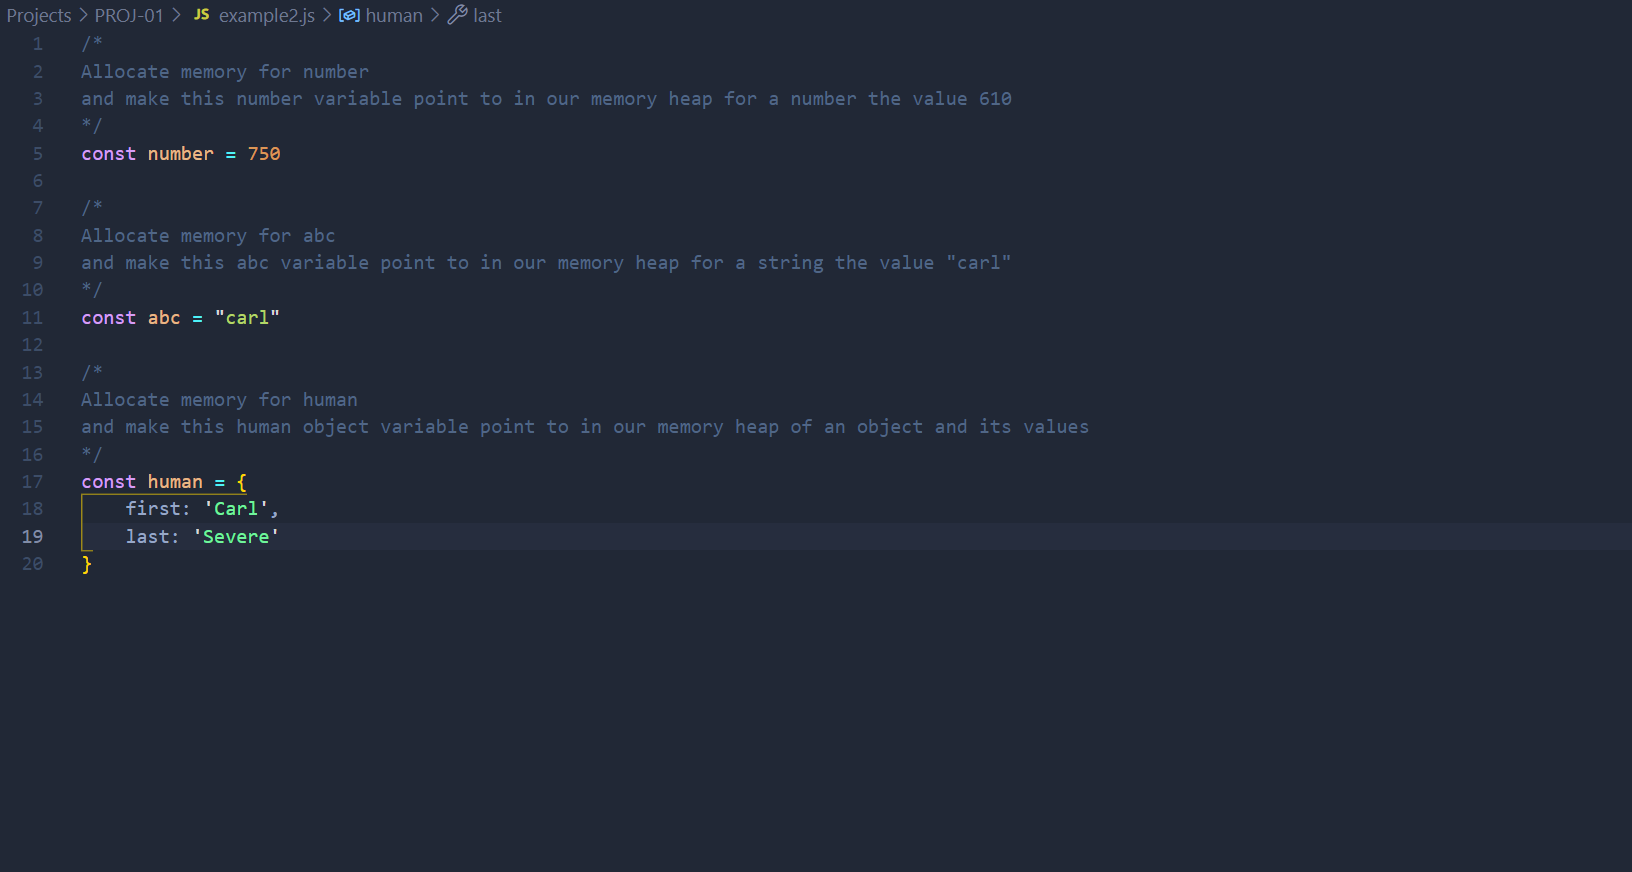 Projects > PROJ-01 > JS example2.js > human > last
1 /*
2 Allocate memory for number
3 and make this number variable point to in our memory heap for a number the value 610
4 */
5 const number = 750
6
7 /*
8 Allocate memory for abc
9 and make this abc variable point to in our memory heap for a string the value "carl"
10 */
11 const abc = "carl"
12
13 /*
14 Allocate memory for human
15 and make this human object variable point to in our memory heap of an object and its values
16 */
17 const human = {
18     first: 'Carl',
19     last: 'Severe'
20 }